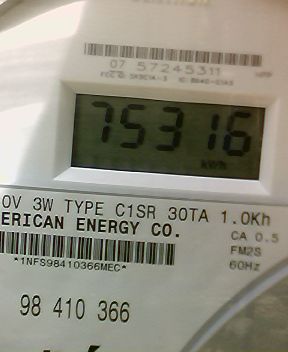 07 57245311
75316
kWh
0V 3W TYPE C1SR 30TA 1.0Kh
ERICAN ENERGY CO.
CA 0.5
FM2S
*1NFS98410366MEC*
60Hz
98 410 366